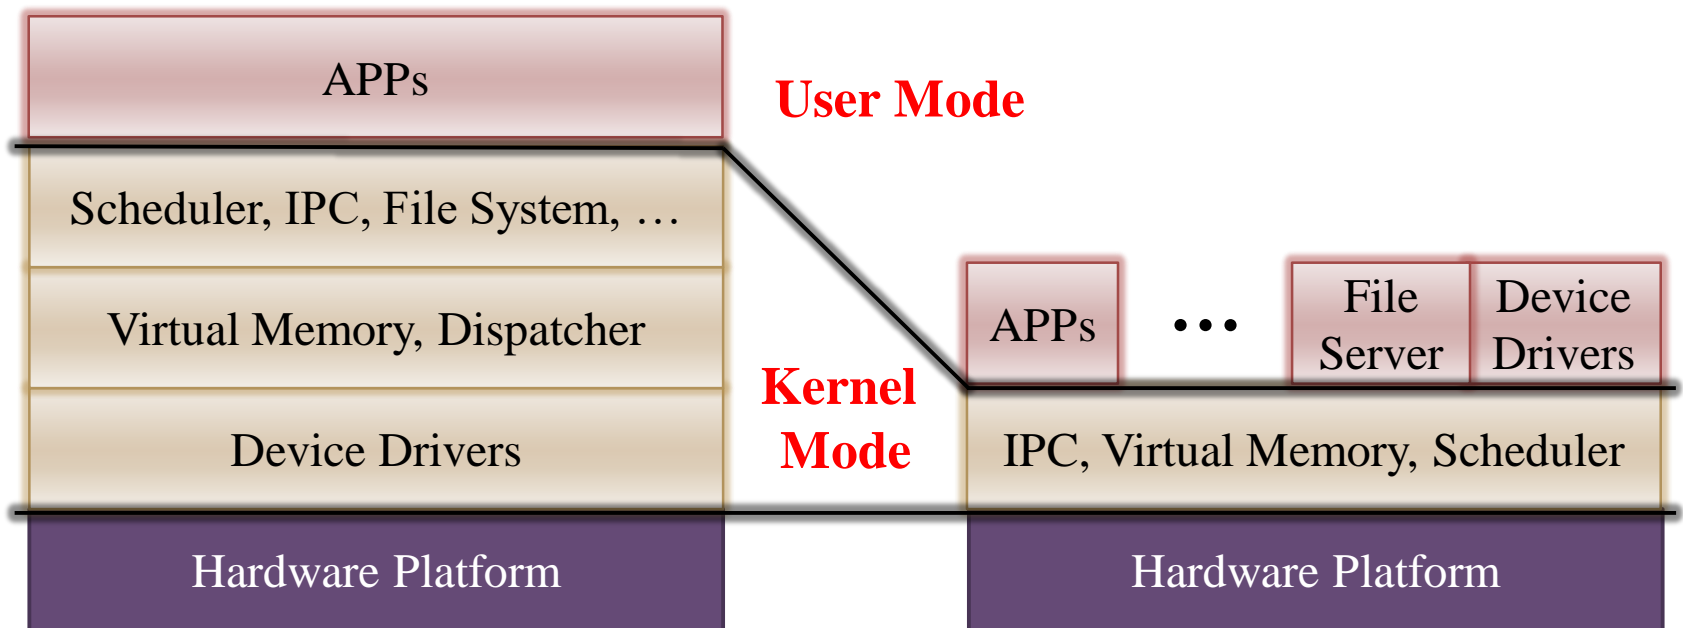 APPs
User Mode
Scheduler, IPC, File System, …
Virtual Memory, Dispatcher
Device Drivers
Hardware Platform
Kernel
Mode
APPs
…
File
Server
Device
Drivers
IPC, Virtual Memory, Scheduler
Hardware Platform